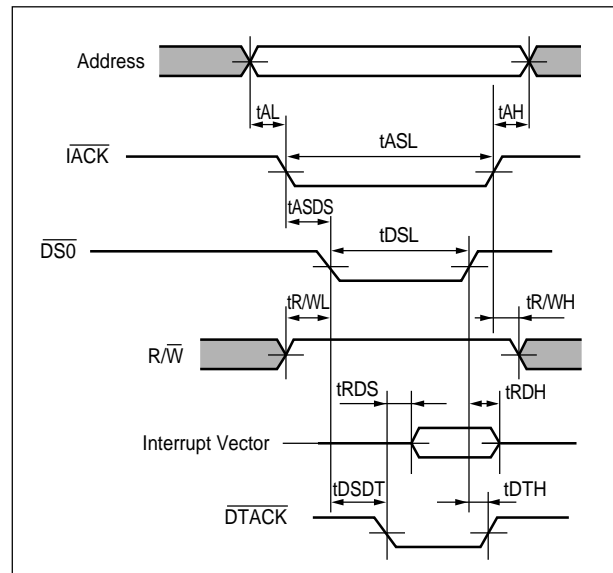 Address
tAL
tAH
IACK
tASL
tASDS
DS0
tDSL
tR/WL
tR/WH
R/W
tRDS
tRDH
Interrupt Vector
tDSDT
tDTH
DTACK